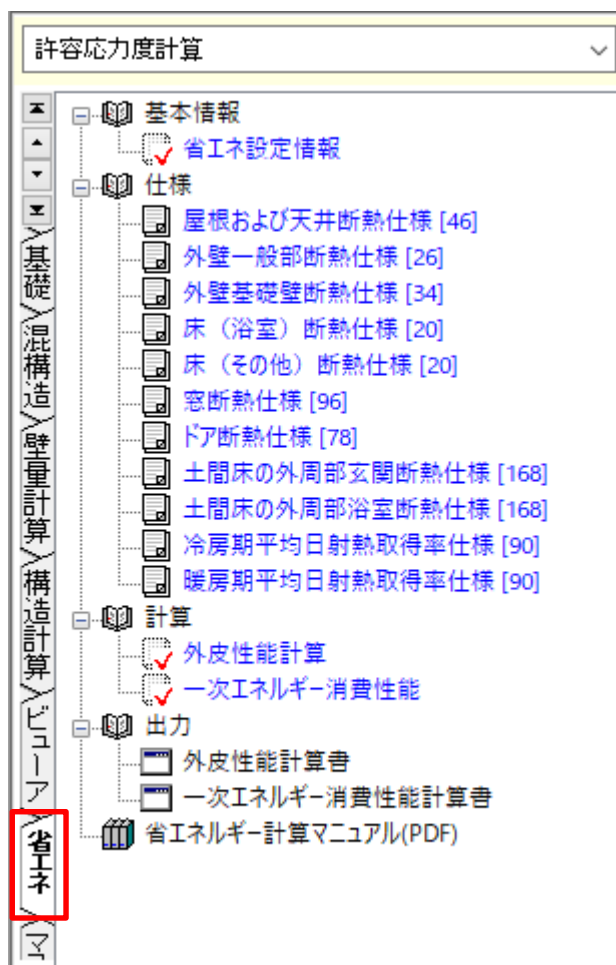 許容応力度計算
基本情報
省エネ設定情報
仕様
屋根および天井断熱仕様 [46]
外壁一般部断熱仕様 [26]
外壁基礎壁断熱仕様 [34]
床（浴室）断熱仕様 [20]
床（その他）断熱仕様 [20]
窓断熱仕様 [96]
ドア断熱仕様 [78]
土間床の外周部玄関断熱仕様 [168]
土間床の外周部浴室断熱仕様 [168]
冷房期平均日射熱取得率仕様 [90]
暖房期平均日射熱取得率仕様 [90]
計算
外皮性能計算
一次エネルギー消費性能
出力
外皮性能計算書
一次エネルギー消費性能計算書
省エネルギー計算マニュアル(PDF)
基礎
混構造
壁量計算
構造計算
ビューア
省エネ